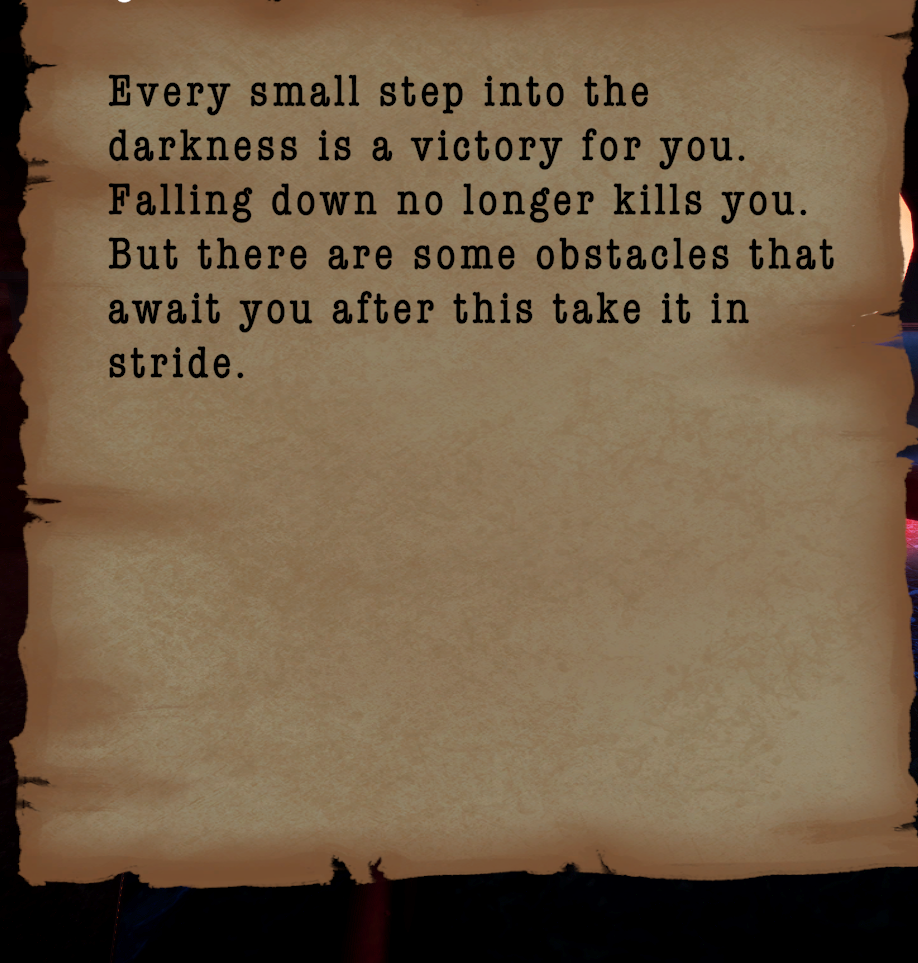 Every small step into the
darkness is a victory for you.
Falling down no longer kills you.
But there are some obstacles that
await you after this take it in
stride.